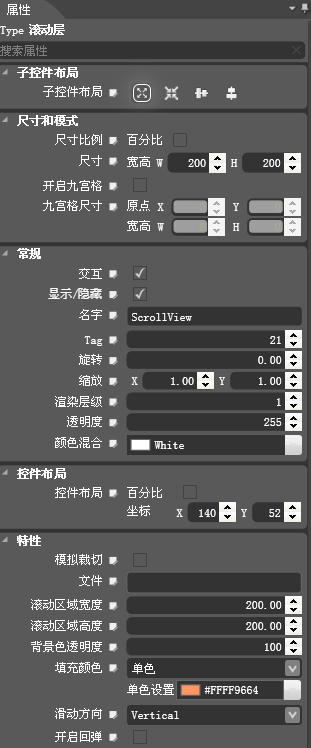 属性
Type 滚动层
搜索属性
子控件布局
子控件布局
尺寸和模式
尺寸比例 百分比
尺寸 宽高 W 200 H 200
开启九宫格
九宫格尺寸 原点 X Y
宽高 W H
常规
交互
显示/隐藏
名字 ScrollView
Tag 21
旋转 0.00
缩放 X 1.00 Y 1.00
渲染层级 1
透明度 255
颜色混合 White
控件布局
控件布局 百分比
坐标 X 140 Y 52
特性
模拟裁切
文件
滚动区域宽度 200.00
滚动区域高度 200.00
背景色透明度 100
填充颜色 单色
单色设置 #FFFF9664
滑动方向 Vertical
开启回弹